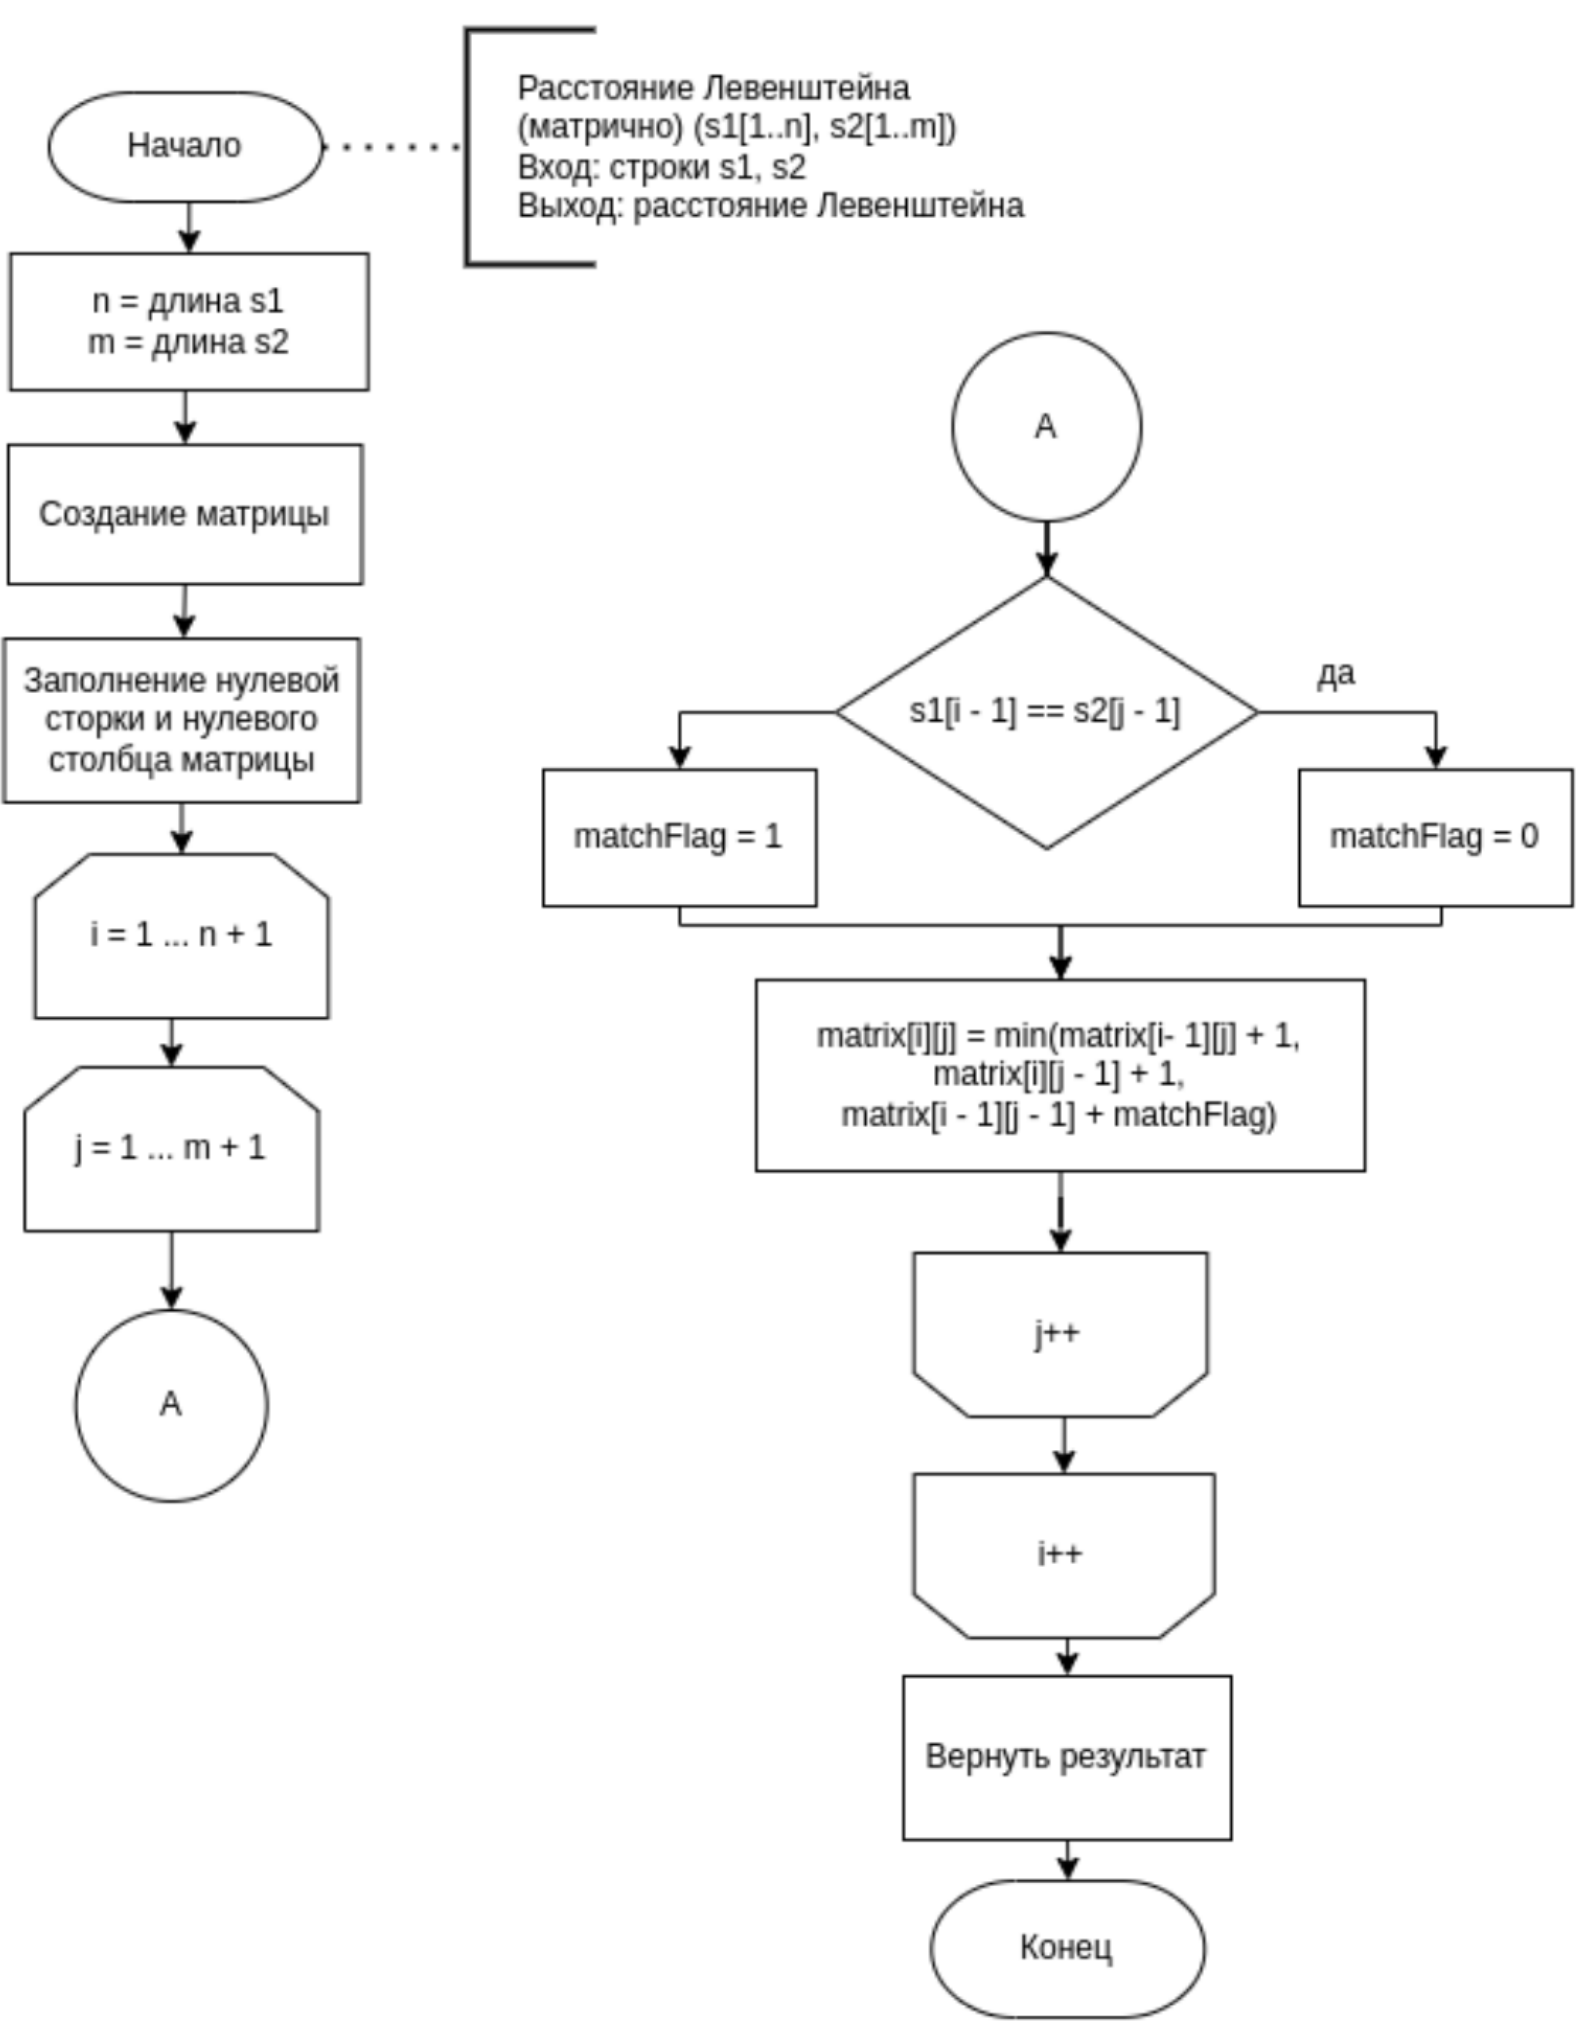 Начало
Расстояние Левенштейна
(матрично) (s1[1..n], s2[1..m])
Вход: строки s1, s2
Выход: расстояние Левенштейна
n = длина s1
m = длина s2
Создание матрицы
Заполнение нулевой
сторки и нулевого
столбца матрицы
i = 1 ... n + 1
j = 1 ... m + 1
A
A
s1[i - 1] == s2[j - 1]
да
matchFlag = 1
matchFlag = 0
matrix[i][j] = min(matrix[i- 1][j] + 1,
matrix[i][j - 1] + 1,
matrix[i - 1][j - 1] + matchFlag)
j++
i++
Вернуть результат
Конец